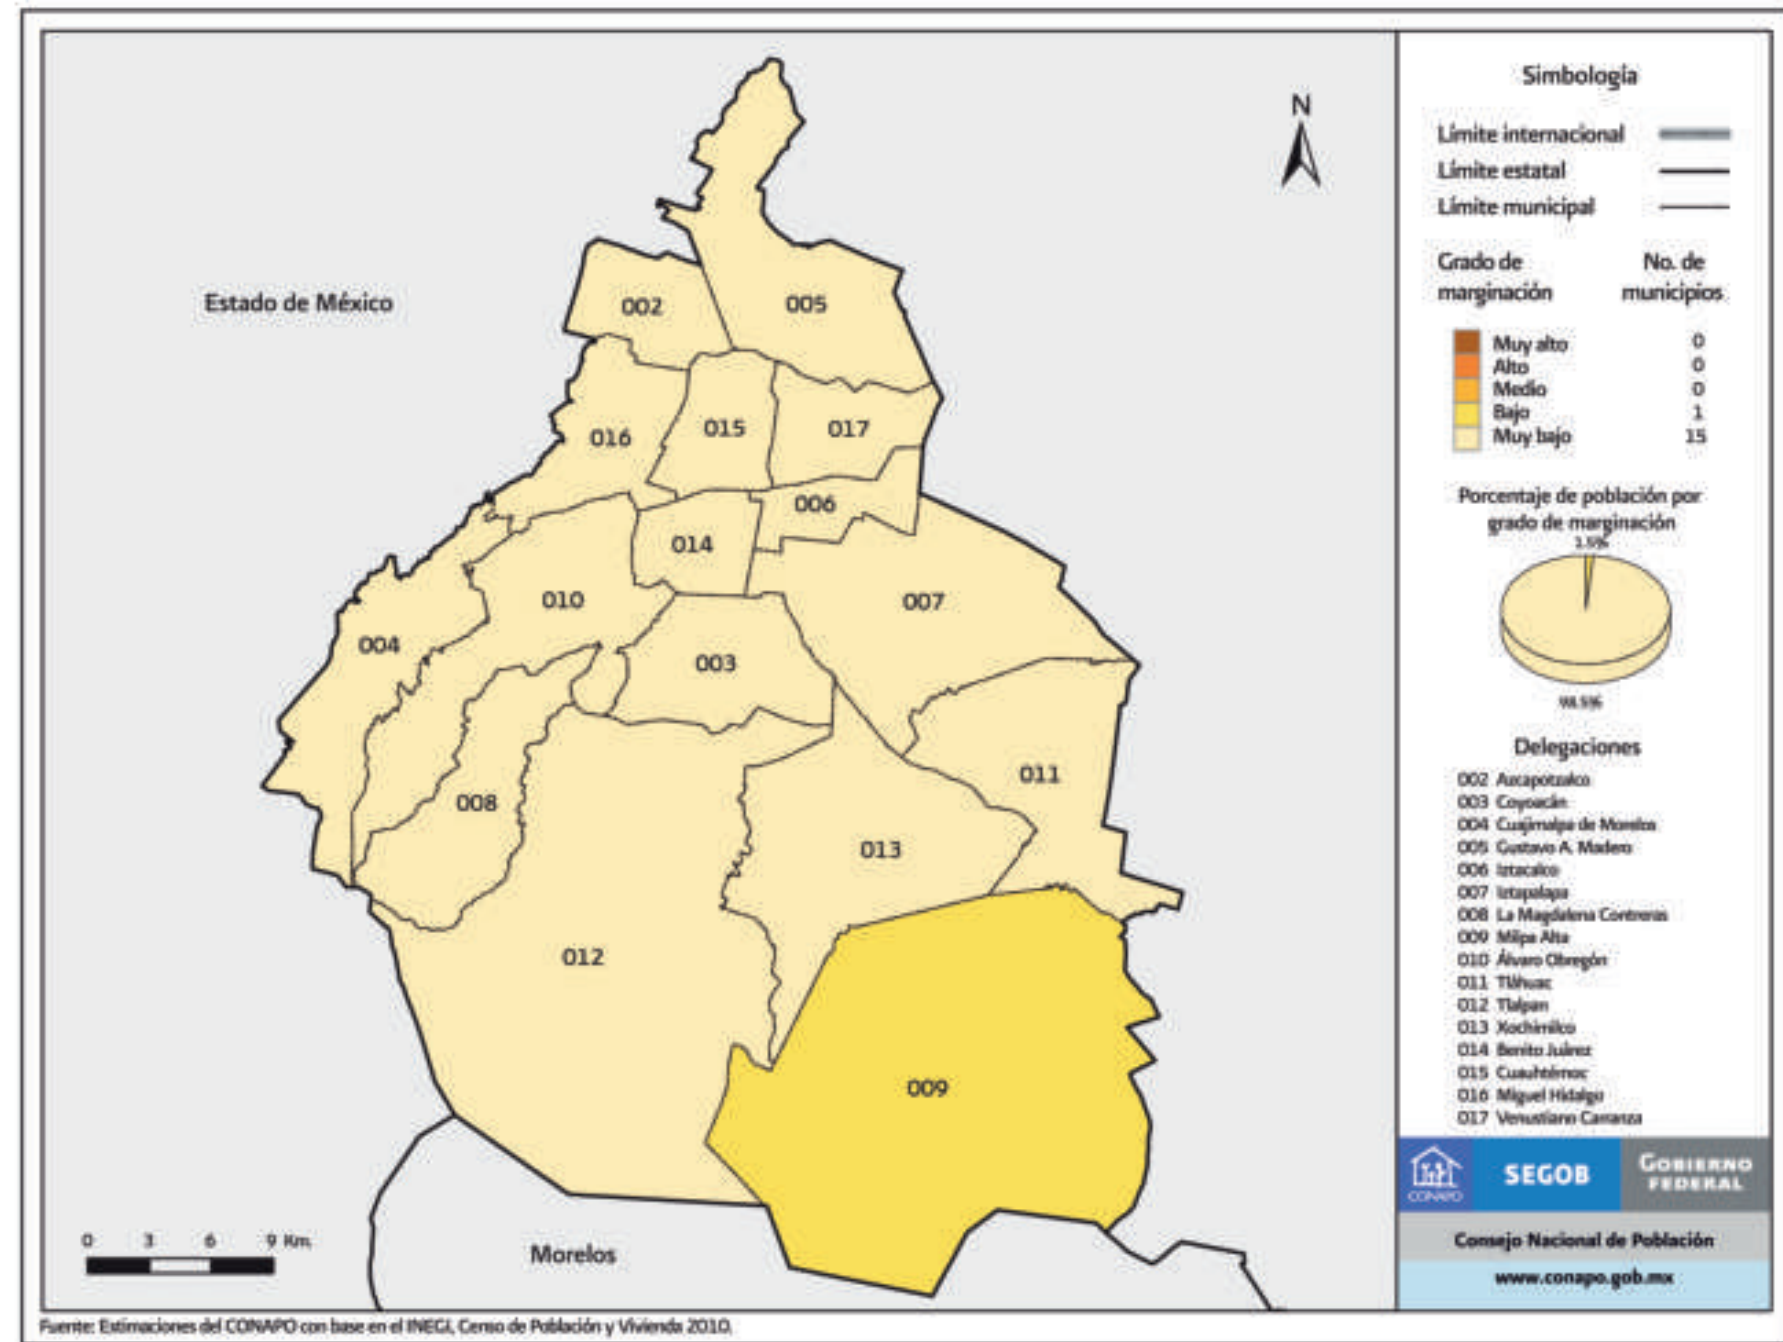 Estado de México
N
002
005
016
015
017
006
014
010
007
004
003
008
011
013
012
009
Morelos
0 3 6 9 Km.
Simbología
Límite internacional
Límite estatal
Límite municipal
Grado de marginación
No. de municipios
Muy alto 0
Alto 0
Medio 0
Bajo 1
Muy bajo 15
Porcentaje de población por
grado de marginación
1.5%
98.5%
Delegaciones
002 Azcapotzalco
003 Coyoacán
004 Cuajimalpa de Morelos
005 Gustavo A. Madero
006 Iztacalco
007 Iztapalapa
008 La Magdalena Contreras
009 Milpa Alta
010 Álvaro Obregón
011 Tláhuac
012 Tlalpan
013 Xochimilco
014 Benito Juárez
015 Cuauhtémoc
016 Miguel Hidalgo
017 Venustiano Carranza
CONAPO
SEGOB
GOBIERNO
FEDERAL
Consejo Nacional de Población
www.conapo.gob.mx
Fuente: Estimaciones del CONAPO con base en el INEGI, Censo de Población y Vivienda 2010.